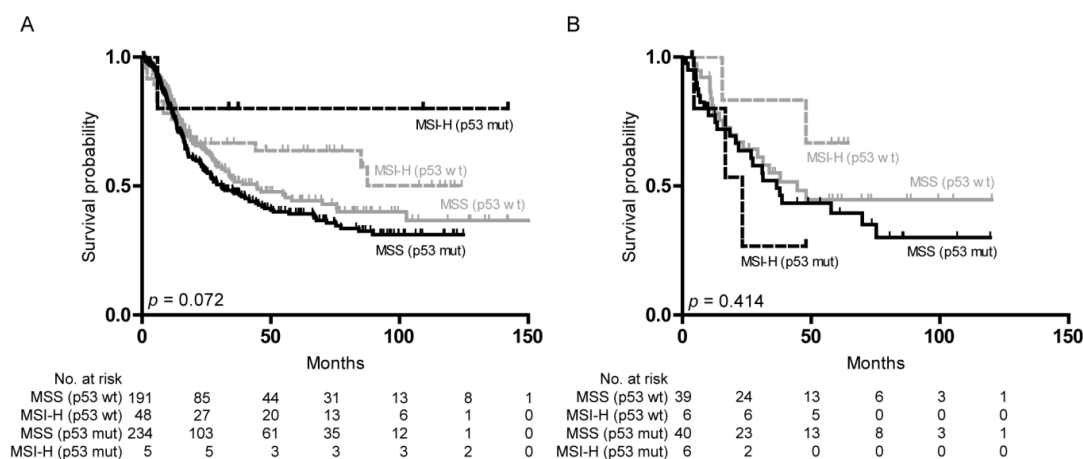 A
B
1.0
0.5
0.0
Survival probability
MSI-H (p53 mut)
MSI-H (p53 wt)
MSS (p53 wt)
MSS (p53 mut)
p = 0.072
0 50 100 150
Months
1.0
0.5
0.0
Survival probability
MSI-H (p53 wt)
MSS (p53 wt)
MSS (p53 mut)
MSI-H (p53 mut)
p = 0.414
0 50 100 150
Months
No. at risk
MSS (p53 wt) 191 85 44 31 13 8 1
MSI-H (p53 wt) 48 27 20 13 6 1 0
MSS (p53 mut) 234 103 61 35 12 1 0
MSI-H (p53 mut) 5 5 3 3 3 2 0
No. at risk
MSS (p53 wt) 39 24 13 6 3 1
MSI-H (p53 wt) 6 6 5 0 0 0
MSS (p53 mut) 40 23 13 8 3 1
MSI-H (p53 mut) 6 2 0 0 0 0